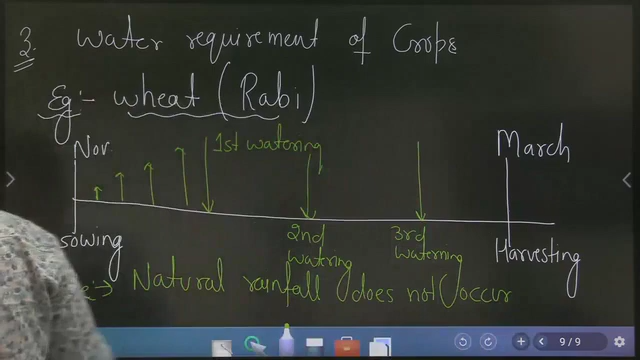 3. Water requirement of Crops
Eg:- wheat (Rabi)
Nov.
1st watering
March
sowing
2nd
watering
3rd
watering
Harvesting
Natural rainfall does not occur
9/9